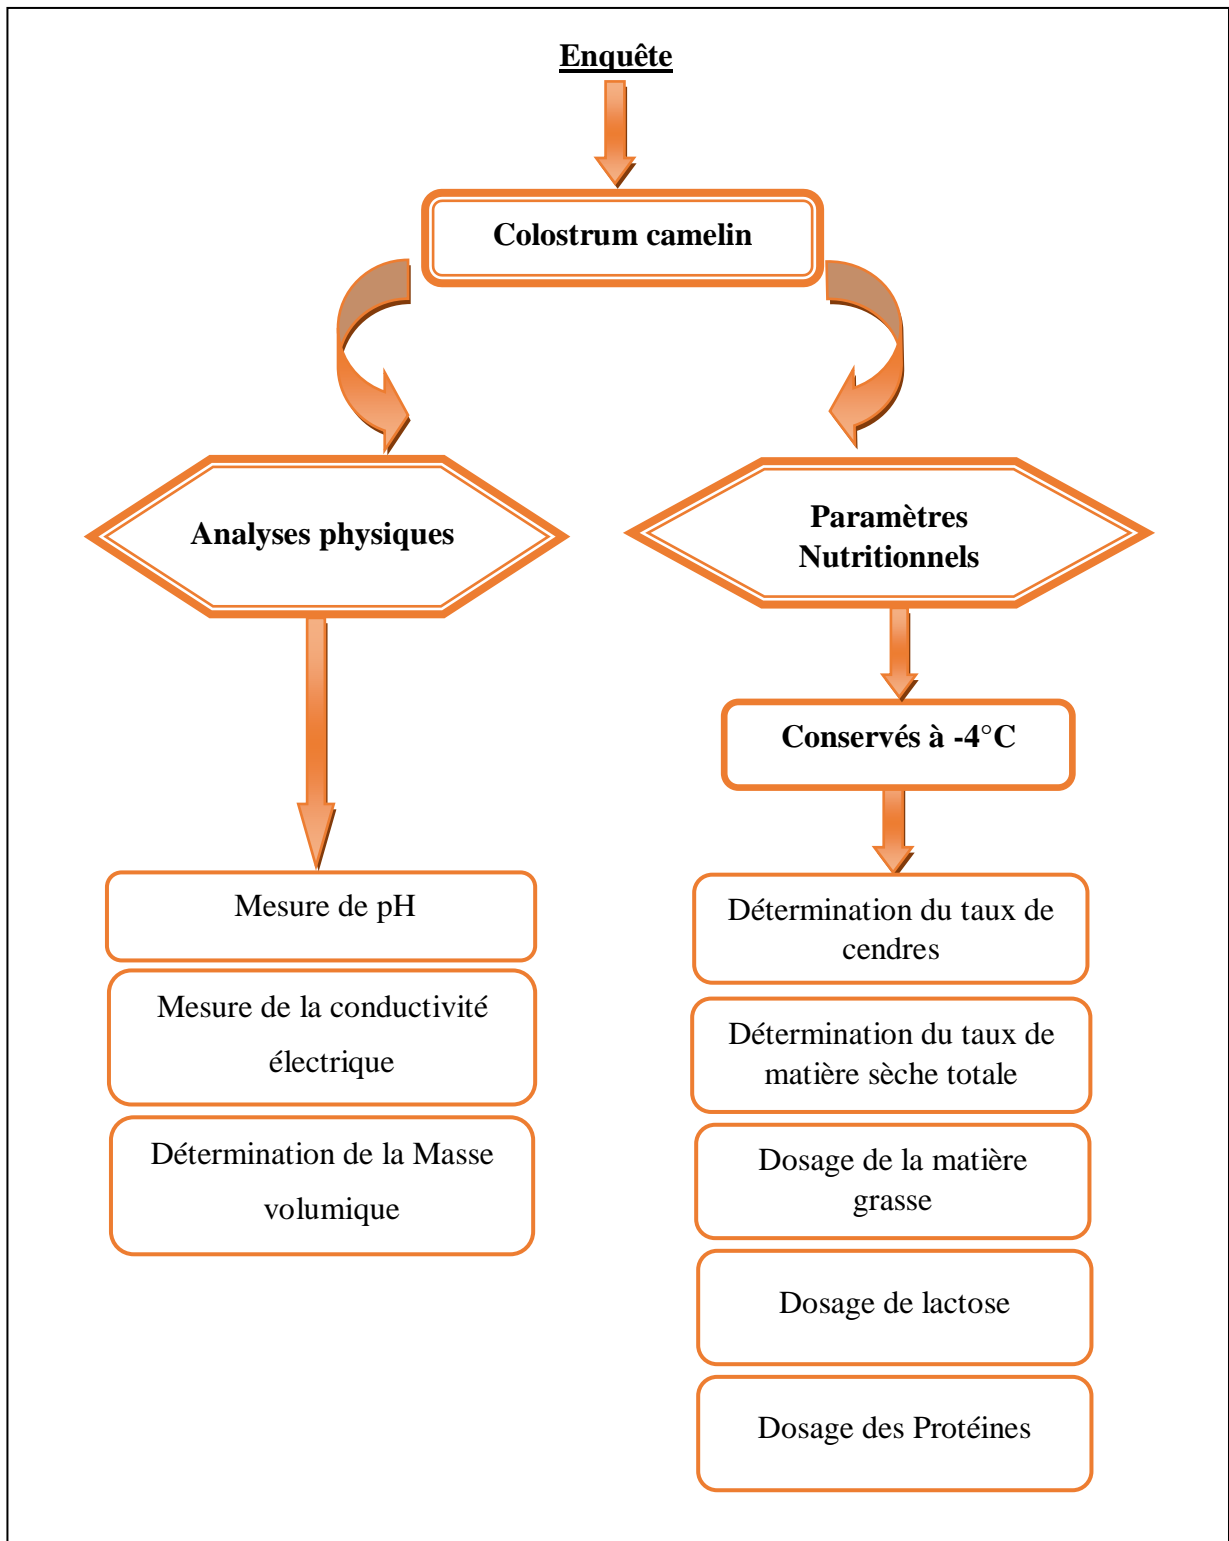 Enquête
Colostrum camelin
Analyses physiques
Mesure de pH
Mesure de la conductivité
électrique
Détermination de la Masse
volumique
Paramètres
Nutritionnels
Conservés à -4°C
Détermination du taux de
cendres
Détermination du taux de
matière sèche totale
Dosage de la matière
grasse
Dosage de lactose
Dosage des Protéines